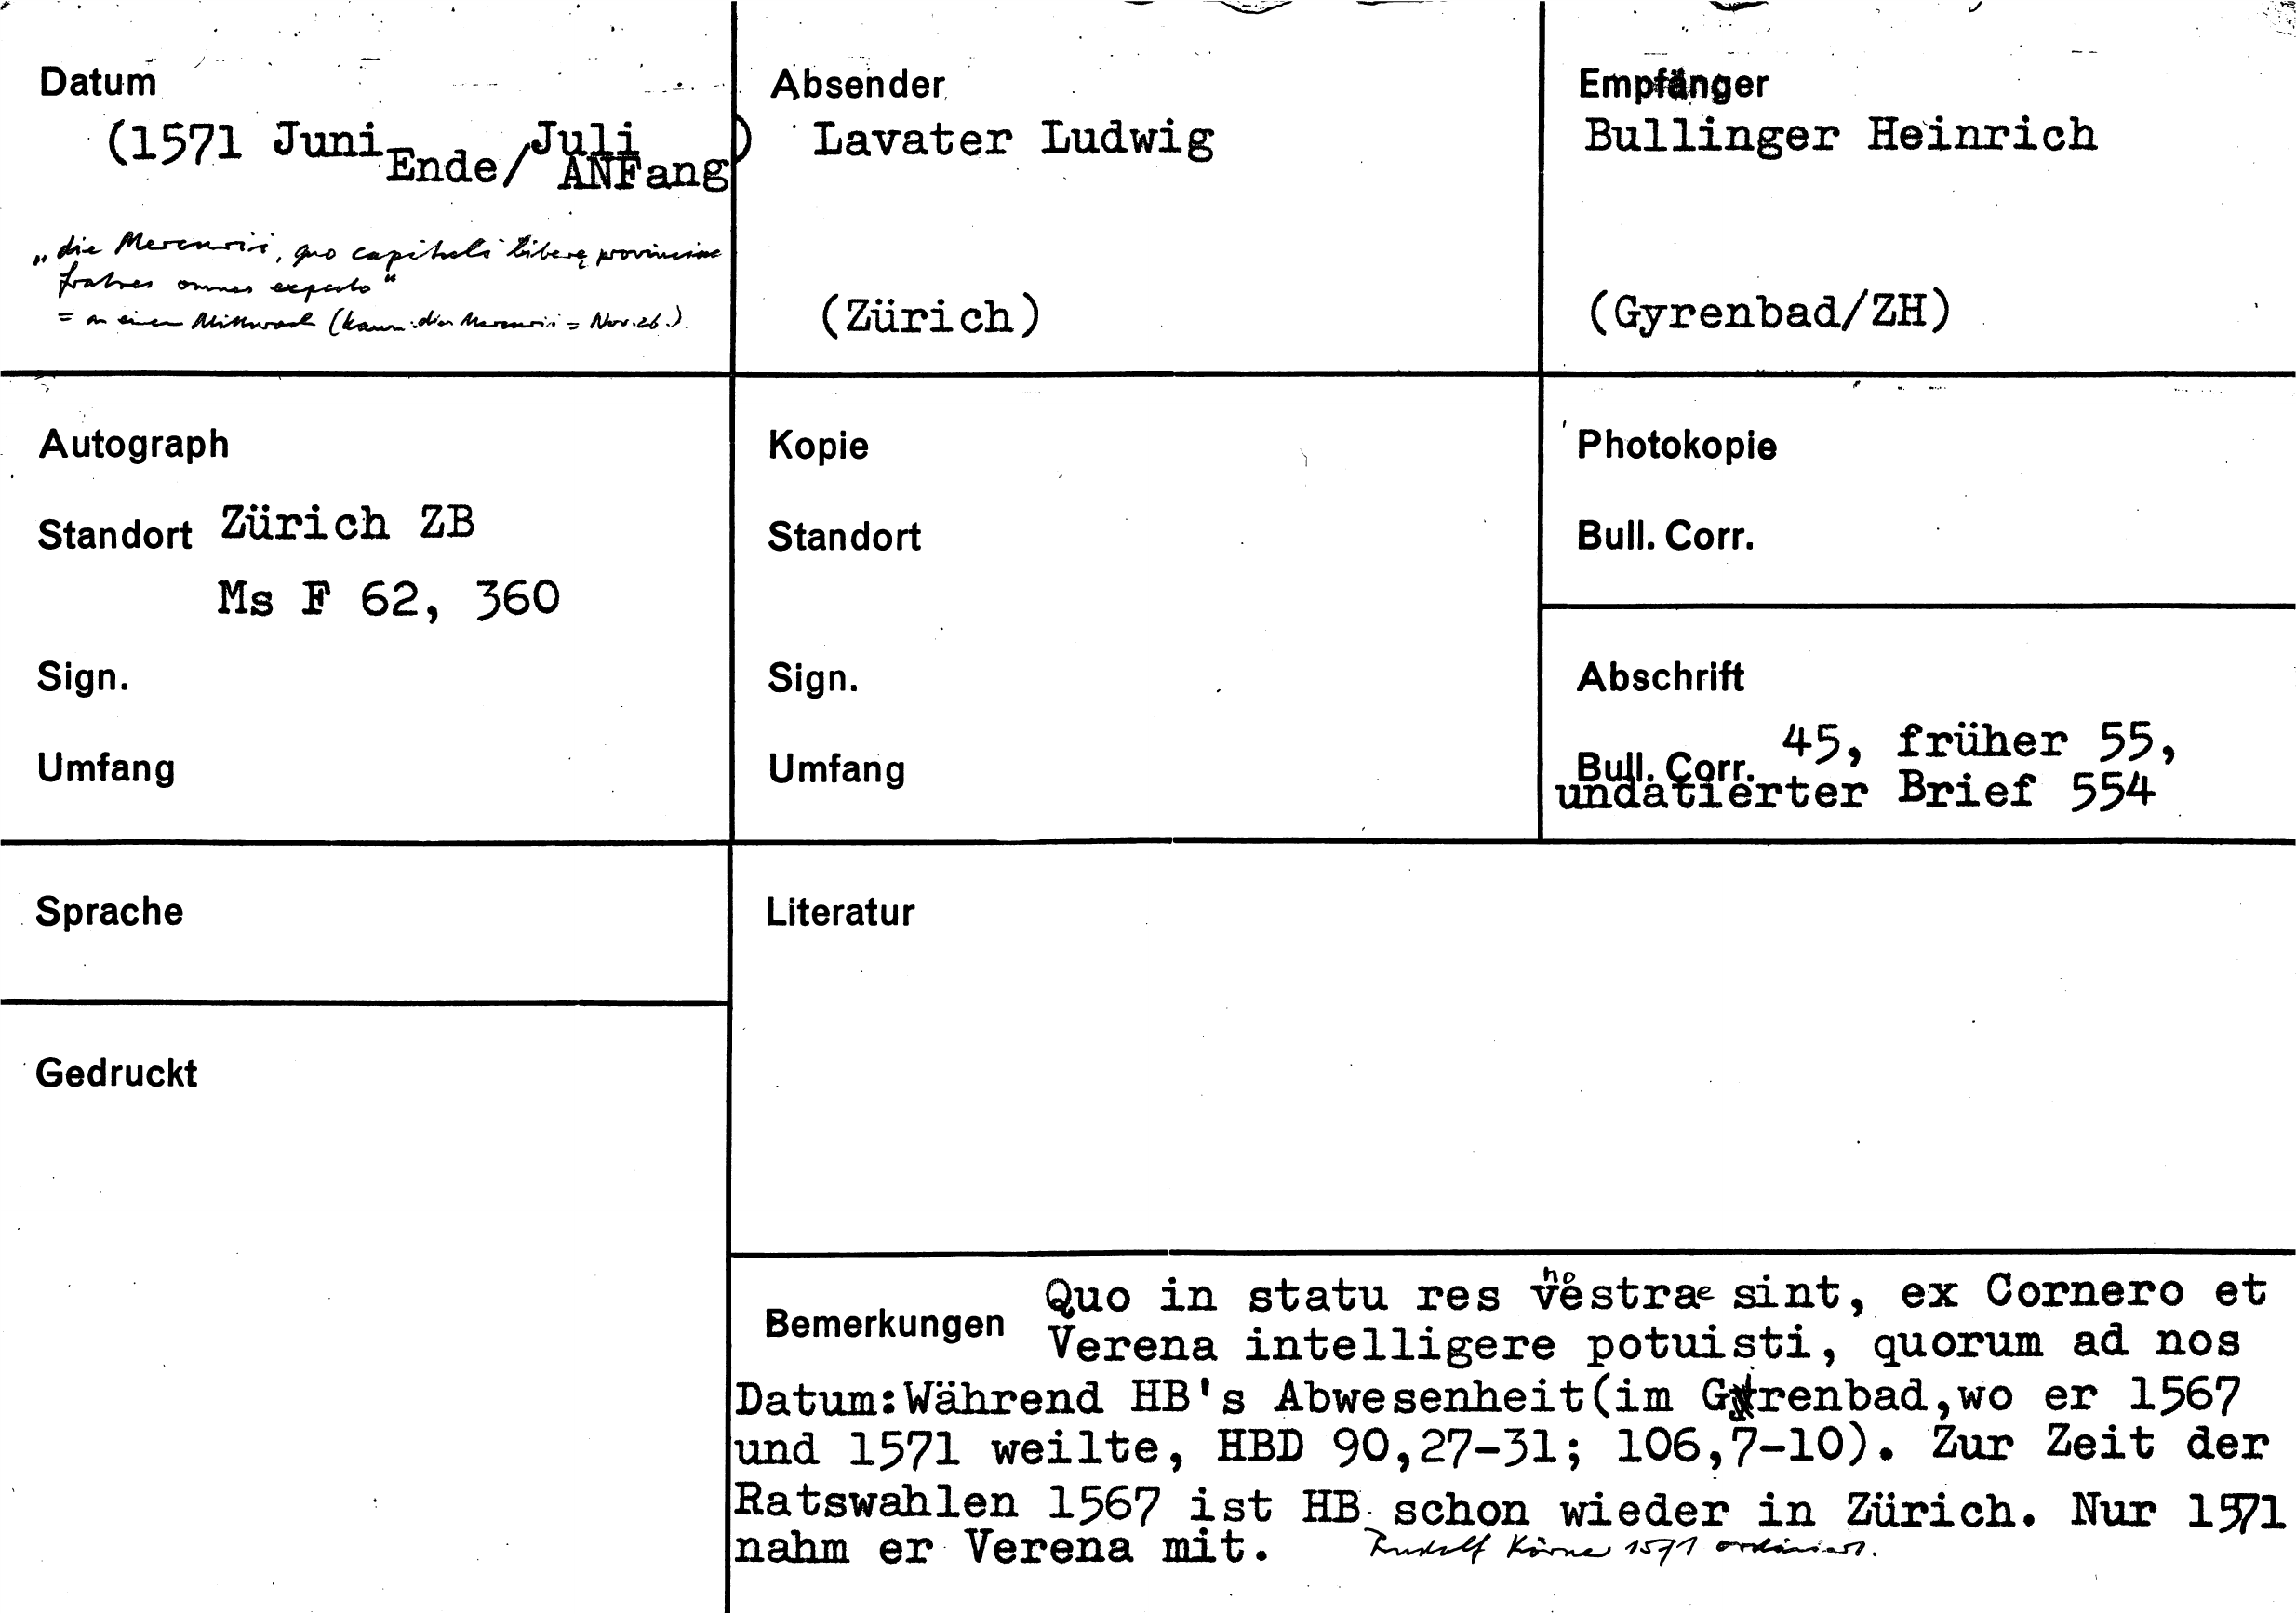 Datum
(1571 Juni Ende/Juli ANFang)
„die Mercurii, quo capituli liberę provinciae
fratres omnes expecto“
= an einem Mittwoch (kaum: dies Mercurii = Nov. 26.).
Absender
Lavater Ludwig
(Zürich)
Empfänger
Bullinger Heinrich
(Gyrenbad/ZH)
Autograph
Standort Zürich ZB
Ms F 62, 360
Sign.
Umfang
Kopie
Standort
Sign.
Umfang
Photokopie
Bull. Corr.
Abschrift
Bull. Corr. 45, früher 55,
undatierter Brief 554
Sprache
Gedruckt
Literatur
Bemerkungen
Quo in statu res nostrae sint, ex Cornero et
Verena intelligere potuisti, quorum ad nos
Datum:Während HB's Abwesenheit(im Gyrenbad,wo er 1567
und 1571 weilte, HBD 90,27-31; 106,7-10). Zur Zeit der
Ratswahlen 1567 ist HB schon wieder in Zürich. Nur 1571
nahm er Verena mit. Rudolf Körner 1571 ordiniert.